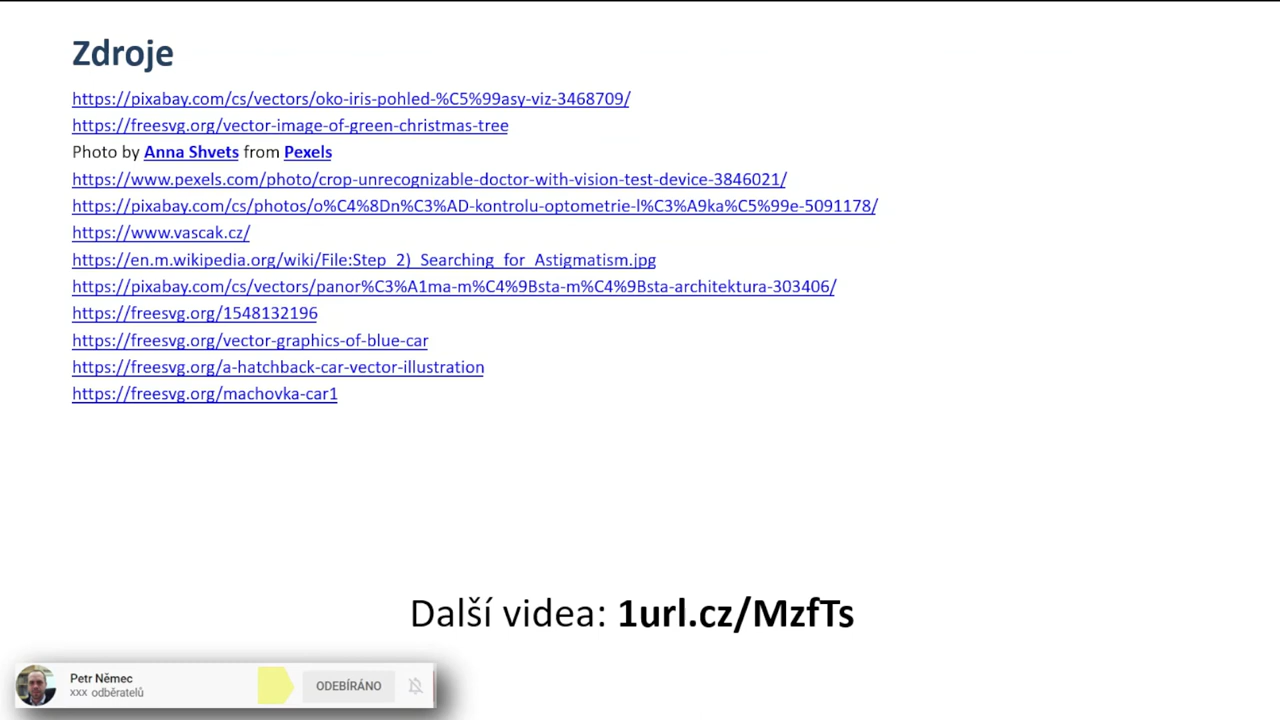 Zdroje
https://pixabay.com/cs/vectors/oko-iris-pohled-%C5%99asy-viz-3468709/
https://freesvg.org/vector-image-of-green-christmas-tree
Photo by Anna Shvets from Pexels
https://www.pexels.com/photo/crop-unrecognizable-doctor-with-vision-test-device-3846021/
https://pixabay.com/cs/photos/o%C4%8Dn%C3%AD-kontrolu-optometrie-l%C3%A9ka%C5%99e-5091178/
https://www.vascak.cz/
https://en.m.wikipedia.org/wiki/File:Step_2)_Searching_for_Astigmatism.jpg
https://pixabay.com/cs/vectors/panor%C3%A1ma-m%C4%9Bsta-m%C4%9Bsta-architektura-303406/
https://freesvg.org/1548132196
https://freesvg.org/vector-graphics-of-blue-car
https://freesvg.org/a-hatchback-car-vector-illustration
https://freesvg.org/machovka-car1
Další videa: 1url.cz/MzfTs
Petr Němec
xxx odběratelů
ODEBÍRÁNO